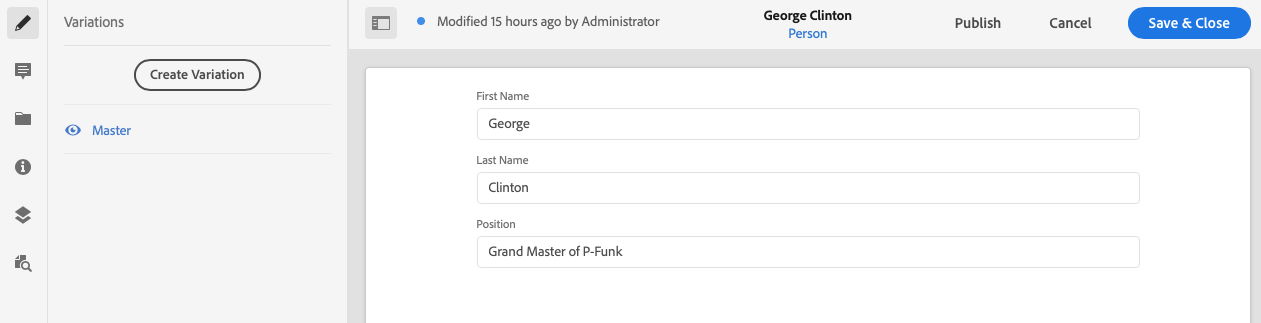 Variations
Create Variation
Master
Modified 15 hours ago by Administrator
George Clinton
Person
Publish
Cancel
Save & Close
First Name
George
Last Name
Clinton
Position
Grand Master of P-Funk